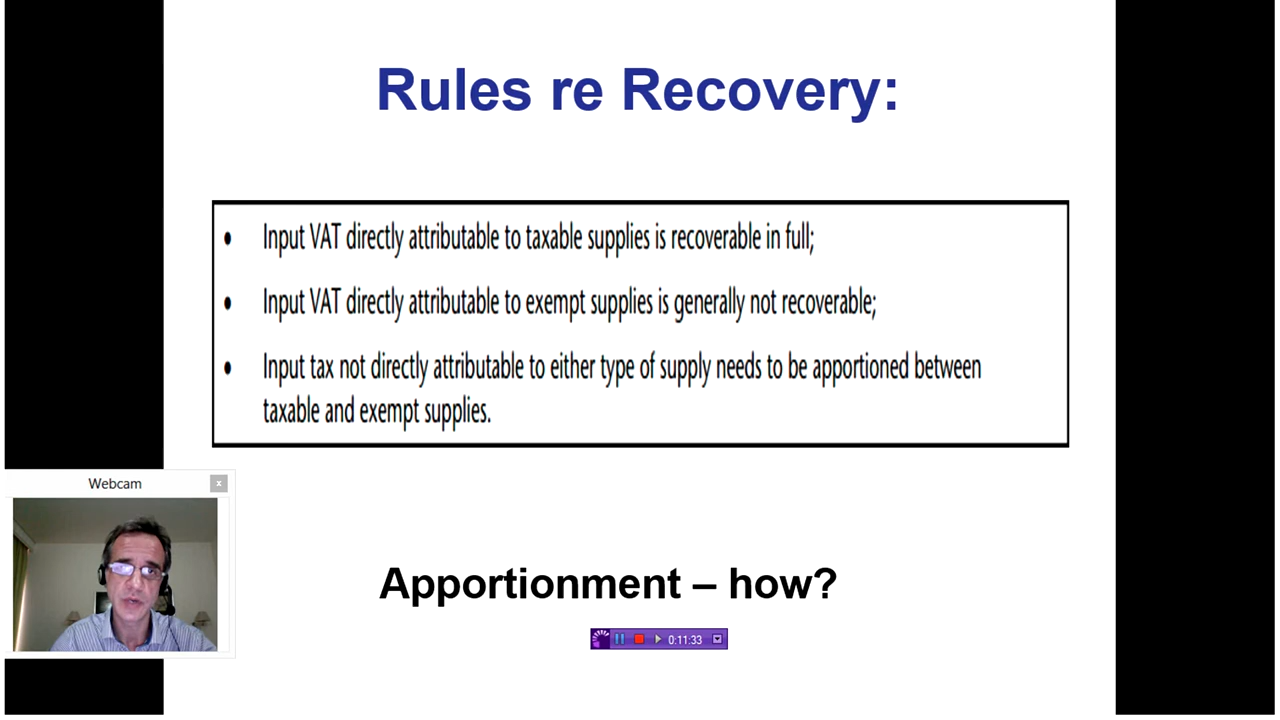 Rules re Recovery:
• Input VAT directly attributable to taxable supplies is recoverable in full;
• Input VAT directly attributable to exempt supplies is generally not recoverable;
• Input tax not directly attributable to either type of supply needs to be apportioned between
taxable and exempt supplies.
Webcam x
Apportionment – how?
0:11:33